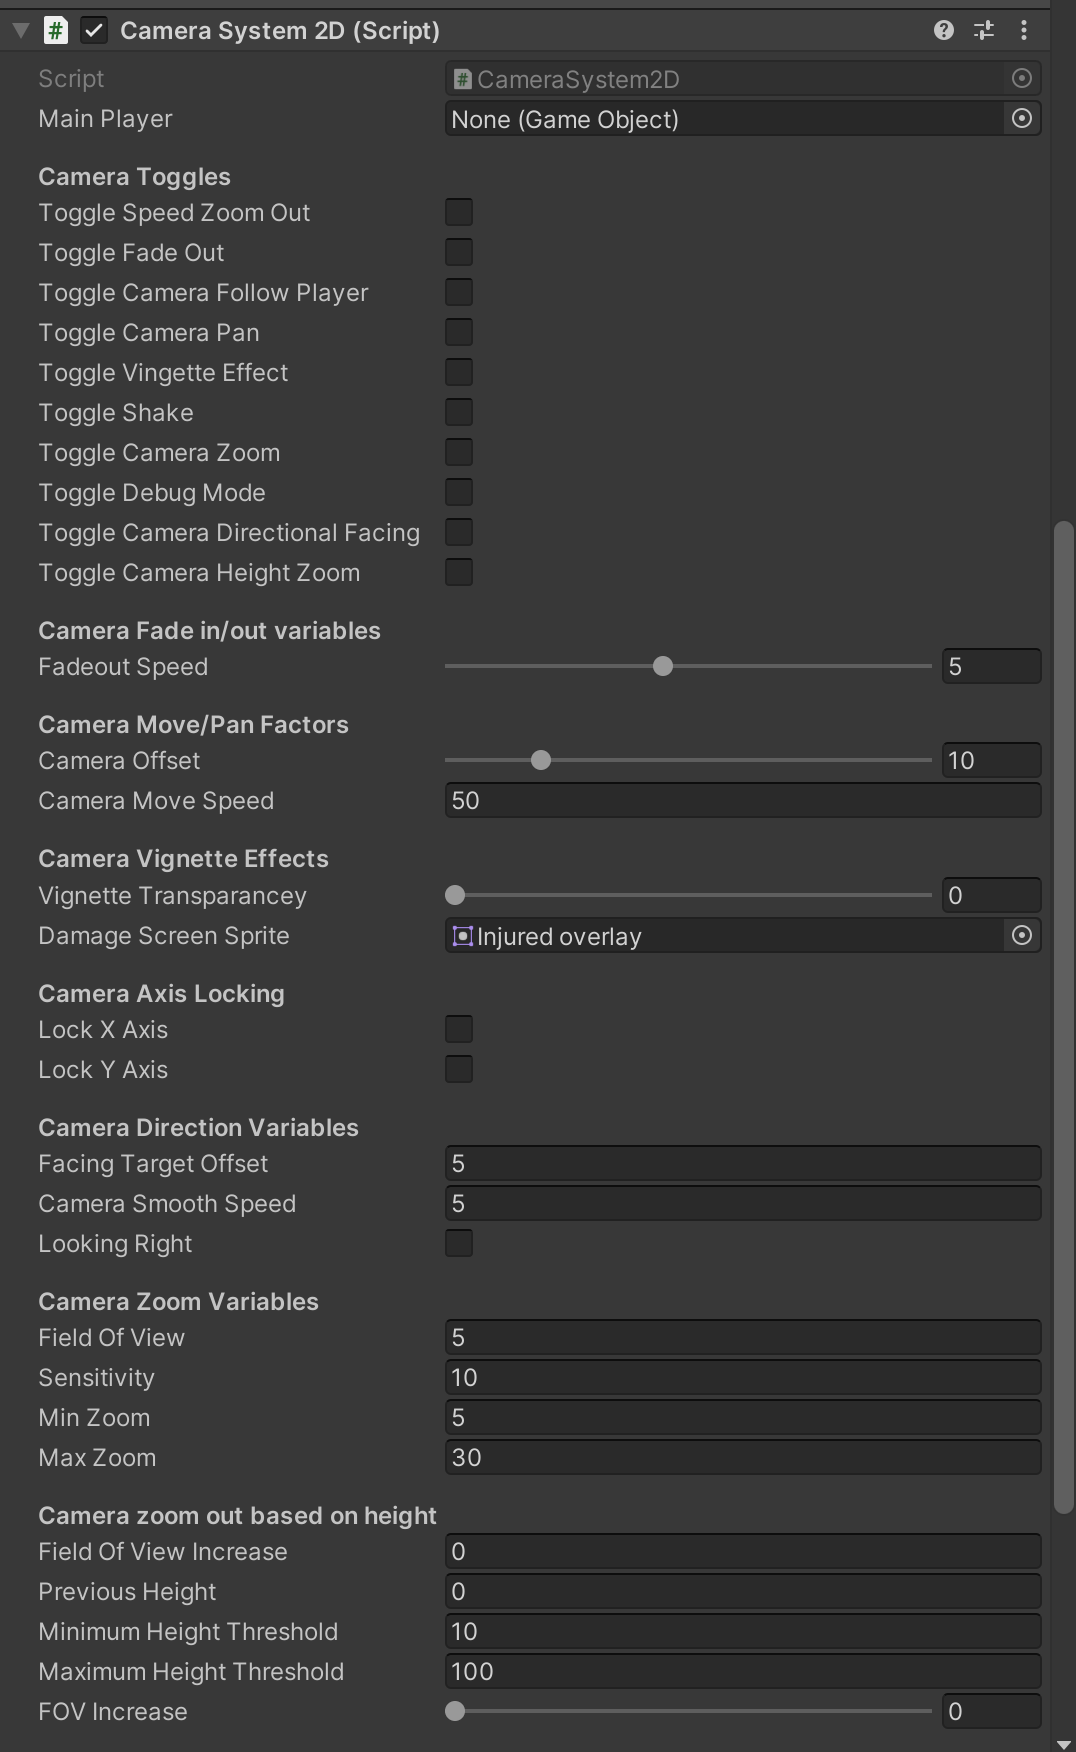 Camera System 2D (Script)
Script CameraSystem2D
Main Player None (Game Object)
Camera Toggles
Toggle Speed Zoom Out
Toggle Fade Out
Toggle Camera Follow Player
Toggle Camera Pan
Toggle Vingette Effect
Toggle Shake
Toggle Camera Zoom
Toggle Debug Mode
Toggle Camera Directional Facing
Toggle Camera Height Zoom
Camera Fade in/out variables
Fadeout Speed 5
Camera Move/Pan Factors
Camera Offset 10
Camera Move Speed 50
Camera Vignette Effects
Vignette Transparancey 0
Damage Screen Sprite Injured overlay
Camera Axis Locking
Lock X Axis
Lock Y Axis
Camera Direction Variables
Facing Target Offset 5
Camera Smooth Speed 5
Looking Right
Camera Zoom Variables
Field Of View 5
Sensitivity 10
Min Zoom 5
Max Zoom 30
Camera zoom out based on height
Field Of View Increase 0
Previous Height 0
Minimum Height Threshold 10
Maximum Height Threshold 100
FOV Increase 0